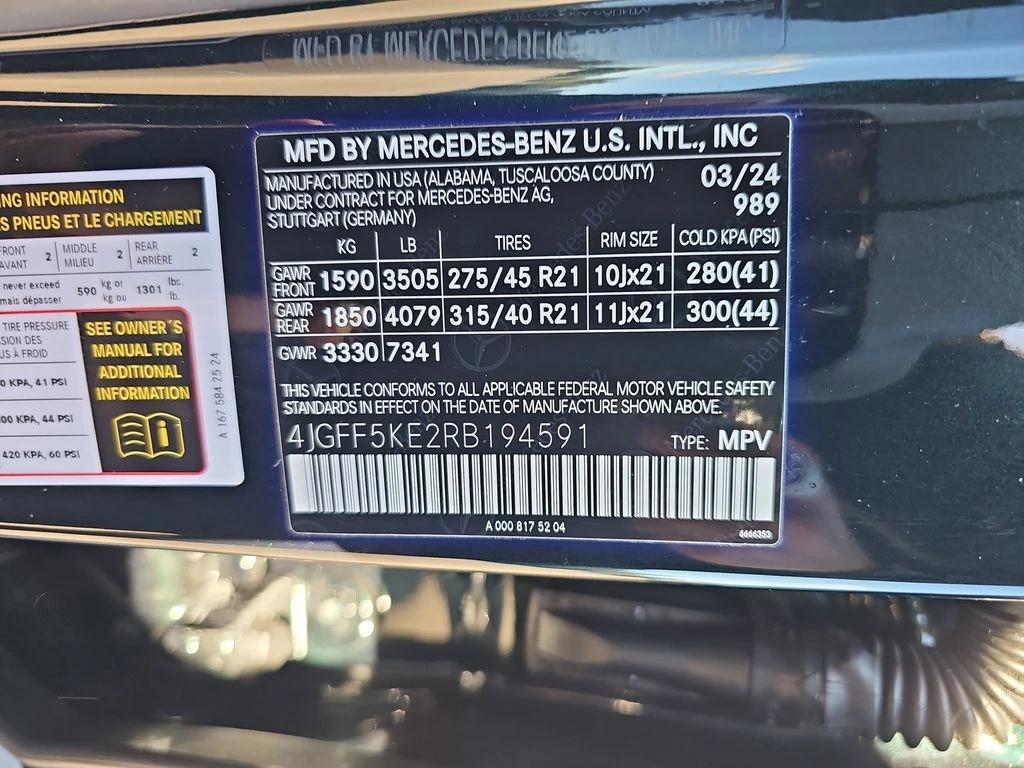 MFD BY MERCEDES-BENZ U.S. INTL., INC
MANUFACTURED IN USA (ALABAMA, TUSCALOOSA COUNTY) 03/24
UNDER CONTRACT FOR MERCEDES-BENZ AG, 989
STUTTGART (GERMANY)
KG LB TIRES RIM SIZE COLD KPA (PSI)
GAWR FRONT 1590 3505 275/45 R21 10Jx21 280(41)
GAWR REAR 1850 4079 315/40 R21 11Jx21 300(44)
GVWR 3330 7341
THIS VEHICLE CONFORMS TO ALL APPLICABLE FEDERAL MOTOR VEHICLE SAFETY
STANDARDS IN EFFECT ON THE DATE OF MANUFACTURE SHOWN ABOVE.
4JGFF5KE2RB194591 TYPE: MPV
A 000 817 52 04
6666353
INFORMATION
PNEUS ET LE CHARGEMENT
FRONT 2 MIDDLE 2 REAR 2
AVANT MILIEU ARRIÈRE
never exceed 590 kg or 1301 lbs.
mais dépasser kg ou lb.
TIRE PRESSURE
DES
À FROID
KPA, 41 PSI
KPA, 44 PSI
420 KPA, 60 PSI
SEE OWNER´S
MANUAL FOR
ADDITIONAL
INFORMATION
A 167 584 25 24